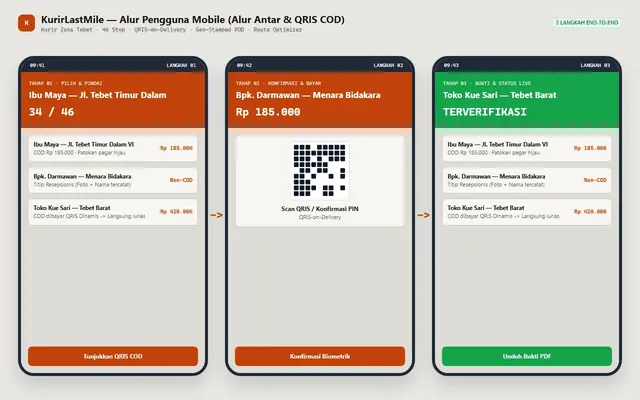 K
KurirLastMile — Alur Pengguna Mobile (Alur Antar & QRIS COD)
Kurir Zona Tebet · 46 Stop · QRIS-on-Delivery · Geo-Stamped POD · Route Optimizer
3 LANGKAH END-TO-END
09:41 LANGKAH 01
TAHAP 01 · PILIH & PINDAI
Ibu Maya — Jl. Tebet Timur Dalam
34 / 46
Ibu Maya — Jl. Tebet Timur Dalam VI
COD Rp 185.000 · Patokan pagar hijau
Rp 185.000
Bpk. Darmawan — Menara Bidakara
Titip Resepsionis (Foto + Nama tercatat)
Non-COD
Toko Kue Sari — Tebet Barat
COD dibayar QRIS Dinamis -> Langsung lunas
Rp 420.000
Tunjukkan QRIS COD
->
09:42 LANGKAH 02
TAHAP 02 · KONFIRMASI & BAYAR
Bpk. Darmawan — Menara Bidakara
Rp 185.000
Scan QRIS / Konfirmasi PIN
QRIS-on-Delivery
Konfirmasi Biometrik
->
09:43 LANGKAH 03
TAHAP 03 · BUKTI & STATUS LIVE
Toko Kue Sari — Tebet Barat
TERVERIFIKASI
Ibu Maya — Jl. Tebet Timur Dalam VI
COD Rp 185.000 · Patokan pagar hijau
Rp 185.000
Bpk. Darmawan — Menara Bidakara
Titip Resepsionis (Foto + Nama tercatat)
Non-COD
Toko Kue Sari — Tebet Barat
COD dibayar QRIS Dinamis -> Langsung lunas
Rp 420.000
Unduh Bukti PDF